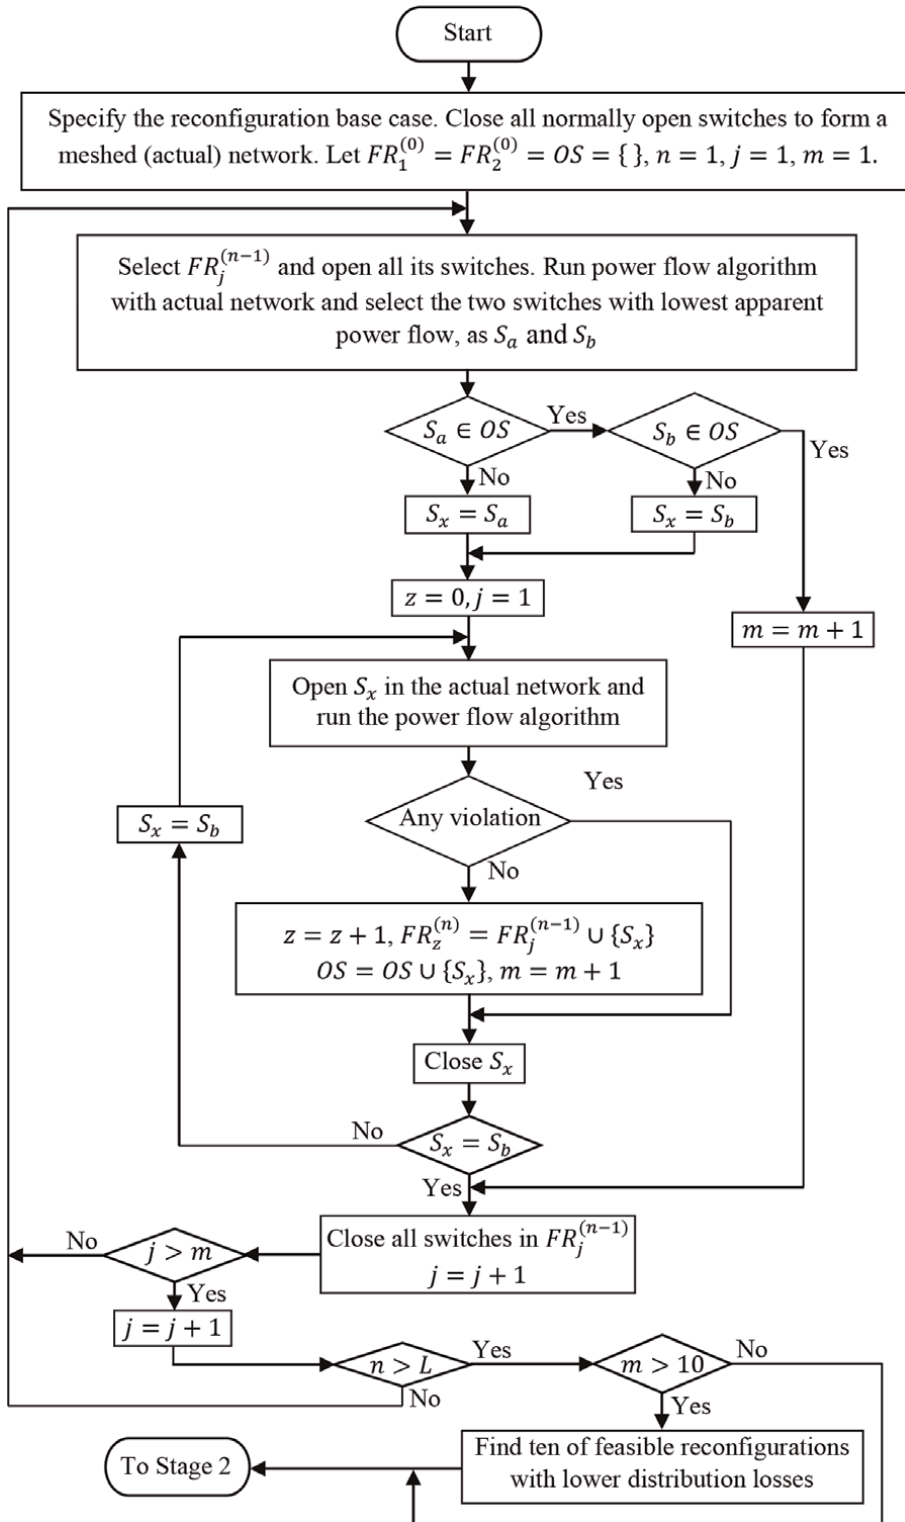 Start
Specify the reconfiguration base case. Close all normally open switches to form a
meshed (actual) network. Let $FR_1^{(0)} = FR_2^{(0)} = OS = \{\}, n = 1, j = 1, m = 1.$
Select $FR_j^{(n-1)}$ and open all its switches. Run power flow algorithm
with actual network and select the two switches with lowest apparent
power flow, as $S_a$ and $S_b$
$S_a \in OS$
Yes
$S_b \in OS$
Yes
No
No
$S_x = S_a$
$S_x = S_b$
$z = 0, j = 1$
$m = m + 1$
Open $S_x$ in the actual network and
run the power flow algorithm
Yes
Any violation
$S_x = S_b$
No
$z = z + 1, FR_z^{(n)} = FR_j^{(n-1)} \cup \{S_x\}$
$OS = OS \cup \{S_x\}, m = m + 1$
Close $S_x$
No
$S_x = S_b$
Yes
Close all switches in $FR_j^{(n-1)}$
$j = j + 1$
No
$j > m$
Yes
$j = j + 1$
$n > L$
Yes
$m > 10$
No
No
Yes
Find ten of feasible reconfigurations
with lower distribution losses
To Stage 2